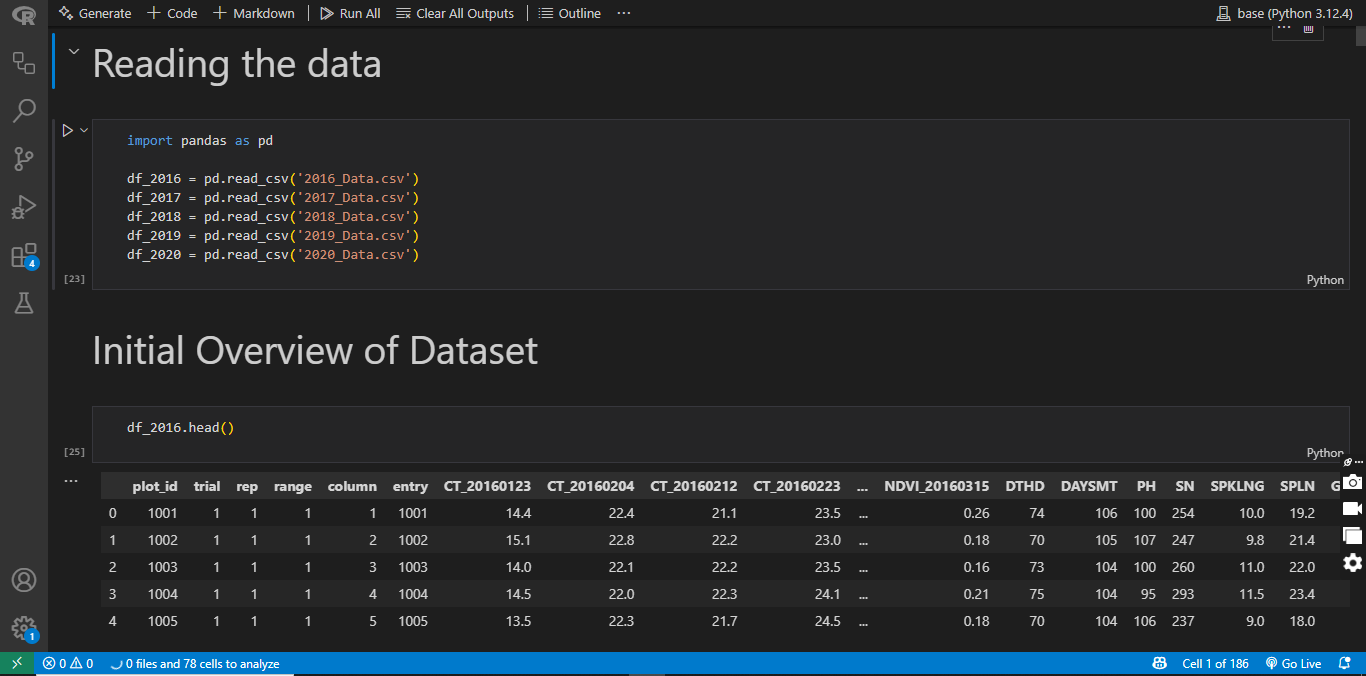 Generate + Code + Markdown Run All Clear All Outputs Outline ... base (Python 3.12.4)
Reading the data
import pandas as pd
df_2016 = pd.read_csv('2016_Data.csv')
df_2017 = pd.read_csv('2017_Data.csv')
df_2018 = pd.read_csv('2018_Data.csv')
df_2019 = pd.read_csv('2019_Data.csv')
df_2020 = pd.read_csv('2020_Data.csv')
[23] Python
4
Initial Overview of Dataset
df_2016.head()
[25] Python
...
plot_id trial rep range column entry CT_20160123 CT_20160204 CT_20160212 CT_20160223 ... NDVI_20160315 DTHD DAYSMT PH SN SPKLNG SPLN G
0 1001 1 1 1 1 1001 14.4 22.4 21.1 23.5 ... 0.26 74 106 100 254 10.0 19.2
1 1002 1 1 1 2 1002 15.1 22.8 22.2 23.0 ... 0.18 70 105 107 247 9.8 21.4
2 1003 1 1 1 3 1003 14.0 22.1 22.2 23.5 ... 0.16 73 104 100 260 11.0 22.0
3 1004 1 1 1 4 1004 14.5 22.0 22.3 24.1 ... 0.21 75 104 95 293 11.5 23.4
4 1005 1 1 1 5 1005 13.5 22.3 21.7 24.5 ... 0.18 70 104 106 237 9.0 18.0
1
0 0 0 files and 78 cells to analyze Cell 1 of 186 Go Live